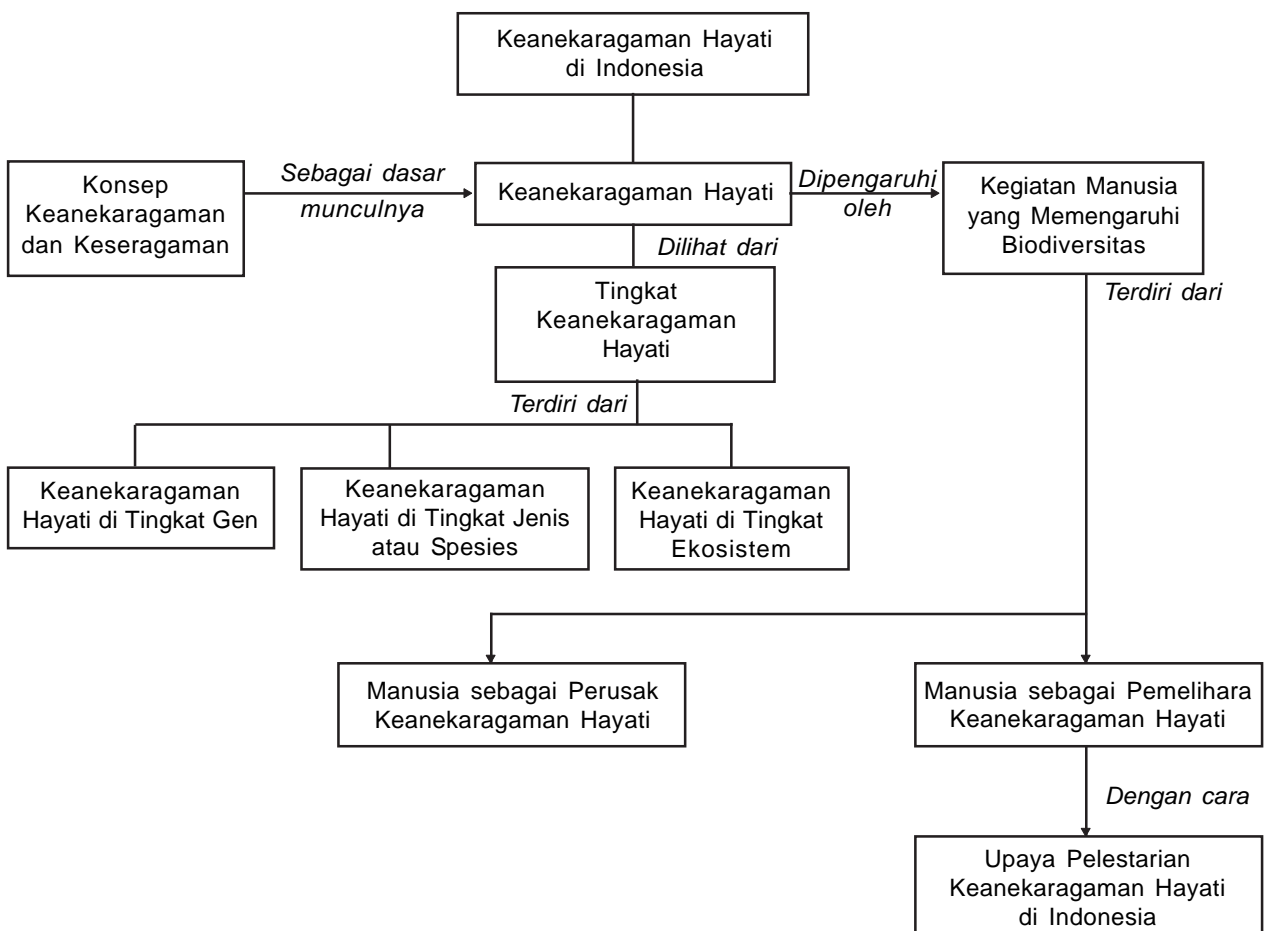 Keanekaragaman Hayati
di Indonesia
Konsep
Keanekaragaman
dan Keseragaman
Sebagai dasar
munculnya
Keanekaragaman Hayati
Dipengaruhi
oleh
Kegiatan Manusia
yang Memengaruhi
Biodiversitas
Dilihat dari
Terdiri dari
Tingkat
Keanekaragaman
Hayati
Terdiri dari
Keanekaragaman
Hayati di Tingkat Gen
Keanekaragaman
Hayati di Tingkat Jenis
atau Spesies
Keanekaragaman
Hayati di Tingkat
Ekosistem
Manusia sebagai Perusak
Keanekaragaman Hayati
Manusia sebagai Pemelihara
Keanekaragaman Hayati
Dengan cara
Upaya Pelestarian
Keanekaragaman Hayati
di Indonesia